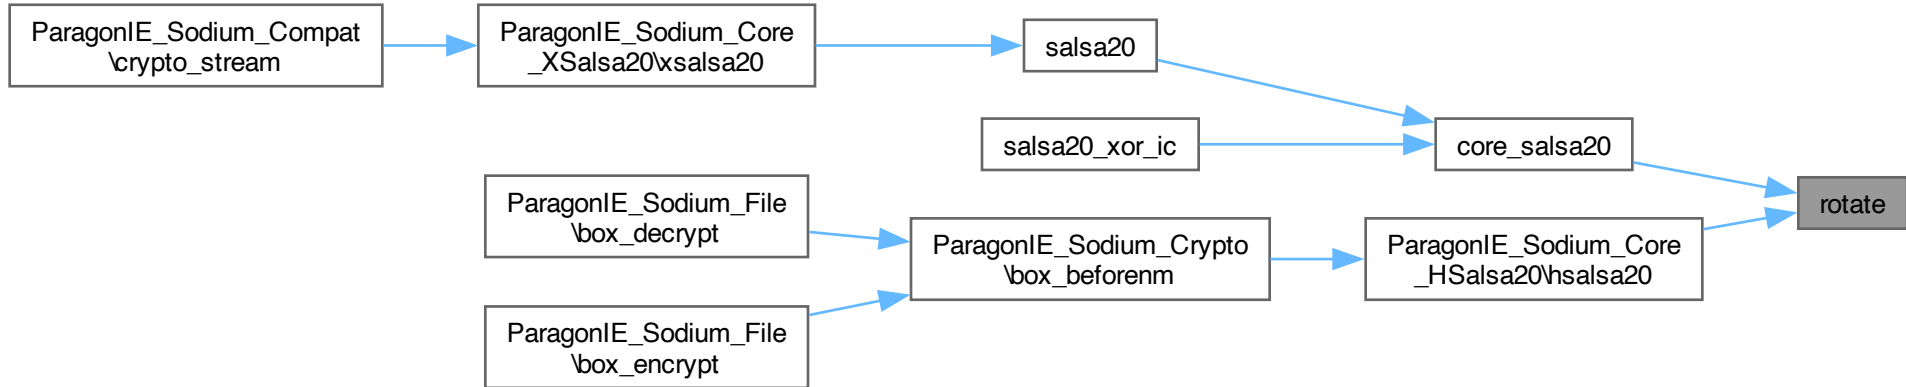 ParagonIE_Sodium_Compat
\crypto_stream
ParagonIE_Sodium_Core
_XSalsa20\xsalsa20
salsa20
salsa20_xor_ic
core_salsa20
rotate
ParagonIE_Sodium_File
\box_decrypt
ParagonIE_Sodium_Crypto
\box_beforenm
ParagonIE_Sodium_Core
_HSalsa20\hsalsa20
ParagonIE_Sodium_File
\box_encrypt